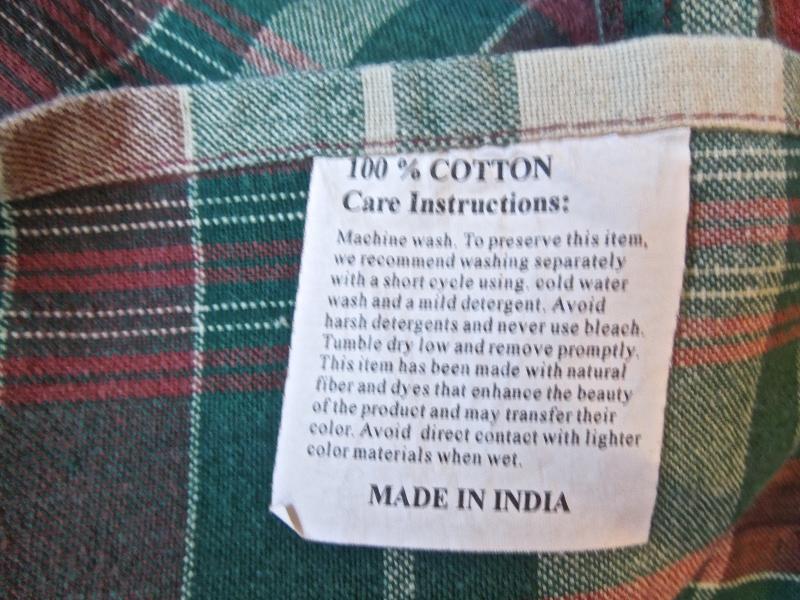 100 % COTTON
Care Instructions:
Machine wash. To preserve this item,
we recommend washing separately
with a short cycle using. cold water
wash and a mild detergent. Avoid
harsh detergents and never use bleach.
Tumble dry low and remove promptly.
This item has been made with natural
fiber and dyes that enhance the beauty
of the product and may transfer their
color. Avoid direct contact with lighter
color materials when wet.
MADE IN INDIA